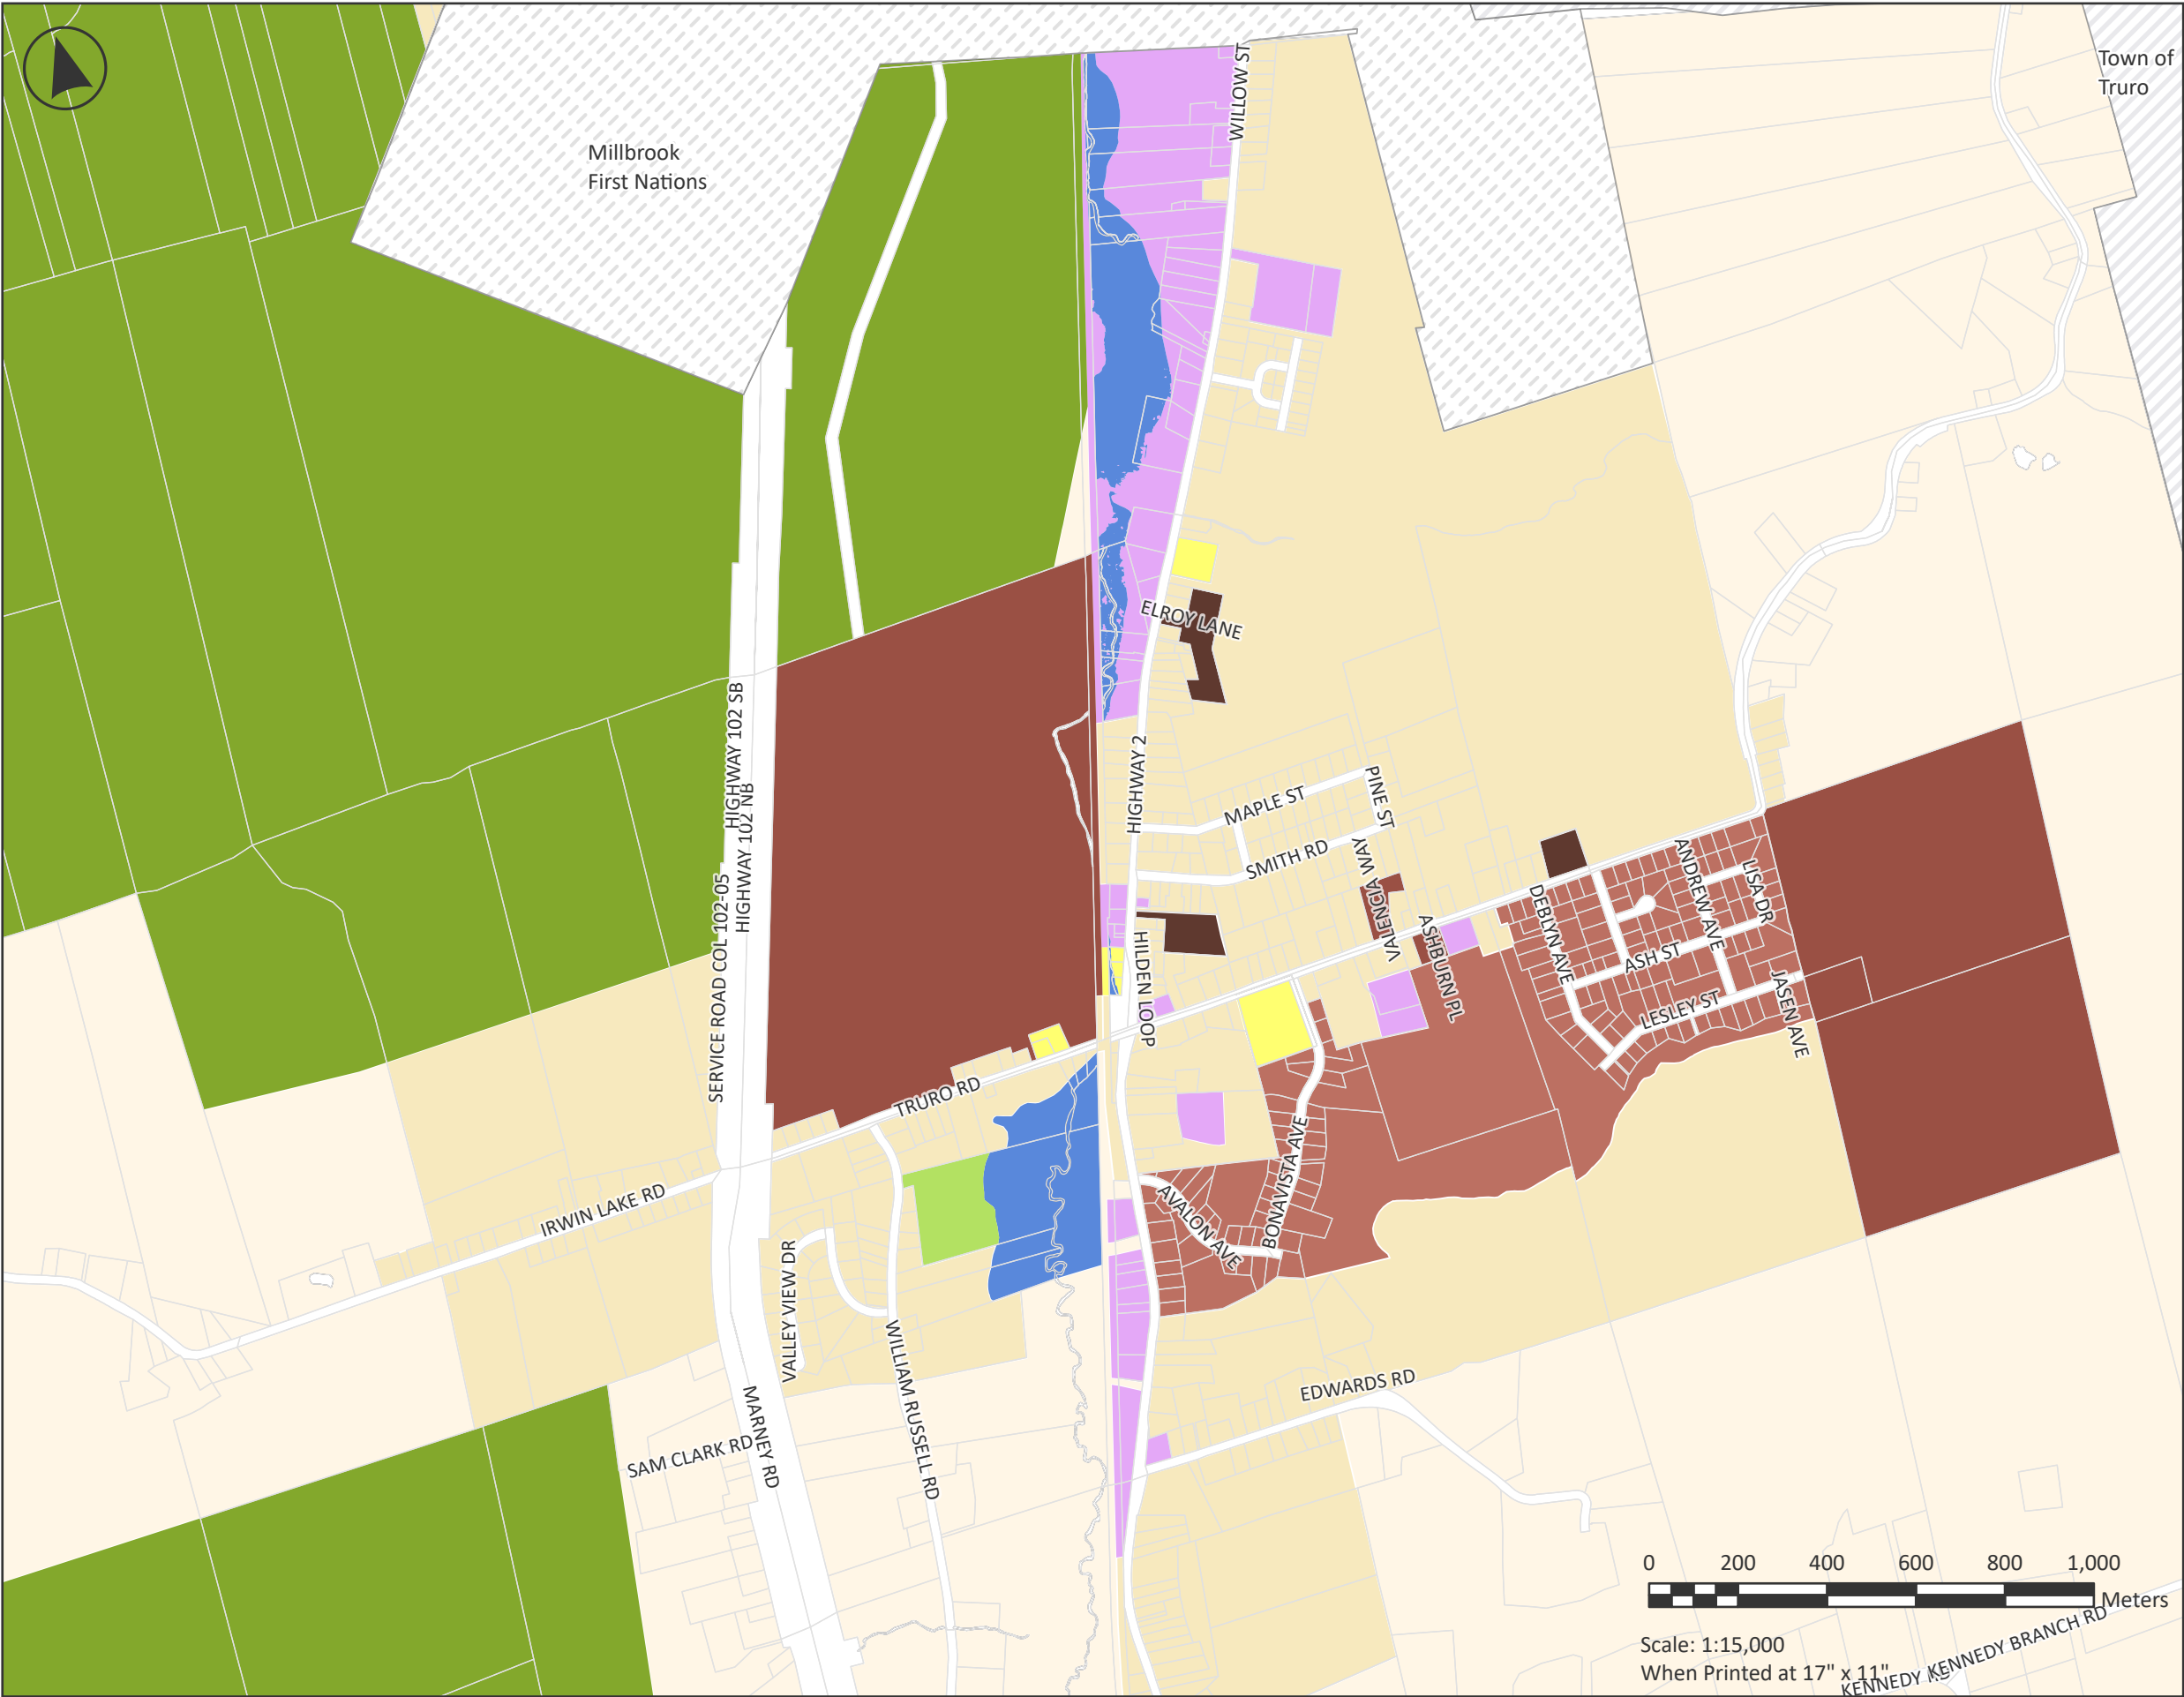 Town of
Truro
WILLOW ST
Millbrook
First Nations
ELROY LANE
HIGHWAY 102 SB
HIGHWAY 2
PINE ST
MAPLE ST
HIGHWAY 102 NB
SMITH RD
VALENCIA WAY
ANDREW AVE
LISA DR
SERVICE ROAD COL 102-05
DEBLYN AVE
ASHBURN PL
HILDEN LOOP
ASH ST
LESLEY ST
JASEN AVE
TRURO RD
IRWIN LAKE RD
BONAVISTA AVE
AVALON AVE
VALLEY VIEW DR
WILLIAM RUSSELL RD
EDWARDS RD
MARNEY RD
SAM CLARK RD
0 200 400 600 800 1,000
Meters
Scale: 1:15,000
When Printed at 17" x 11"
KENNEDY BRANCH RD
KENNEDY RD